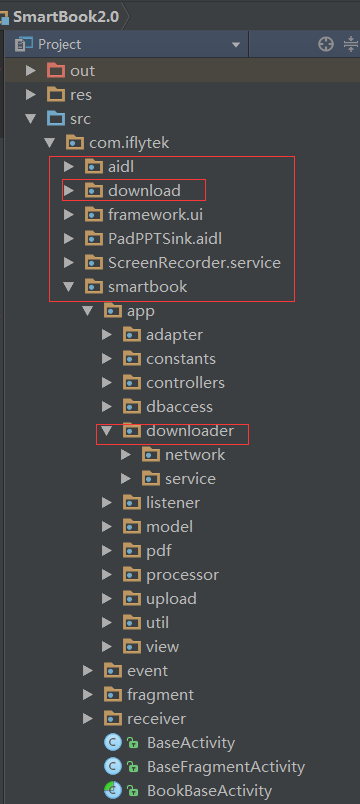 SmartBook2.0
Project
out
res
src
com.iflytek
aidl
download
framework.ui
PadPPTSink.aidl
ScreenRecorder.service
smartbook
app
adapter
constants
controllers
dbaccess
downloader
network
service
listener
model
pdf
processor
upload
util
view
event
fragment
receiver
C BaseActivity
C BaseFragmentActivity
C BookBaseActivity